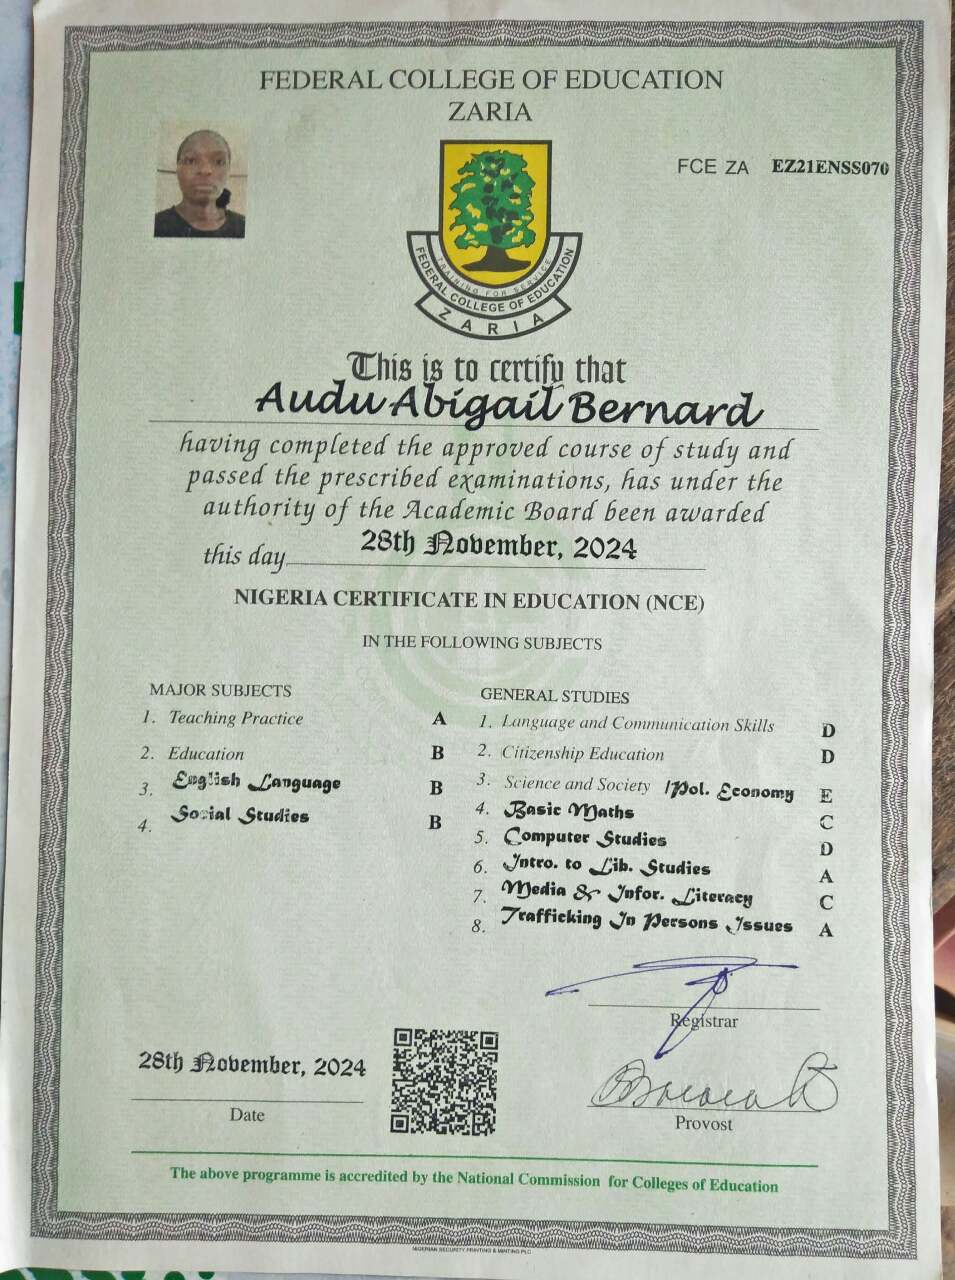 FEDERAL COLLEGE OF EDUCATION
ZARIA
FCE ZA EZ21ENSS070
TRAINING FOR SERVICE
FEDERAL COLLEGE OF EDUCATION
ZARIA
This is to certify that
Audu Abigail Bernard
having completed the approved course of study and
passed the prescribed examinations, has under the
authority of the Academic Board been awarded
this day 28th November, 2024
NIGERIA CERTIFICATE IN EDUCATION (NCE)
IN THE FOLLOWING SUBJECTS
MAJOR SUBJECTS
1. Teaching Practice A
2. Education B
3. English Language B
4. Social Studies B
GENERAL STUDIES
1. Language and Communication Skills D
2. Citizenship Education D
3. Science and Society /Pol. Economy E
4. Basic Maths C
5. Computer Studies D
6. Intro. to Lib. Studies A
7. Media & Infor. Literacy C
8. Trafficking In Persons Issues A
Registrar
28th November, 2024
Date
Provost
The above programme is accredited by the National Commission for Colleges of Education
NIGERIAN SECURITY PRINTING & MINTING PLC